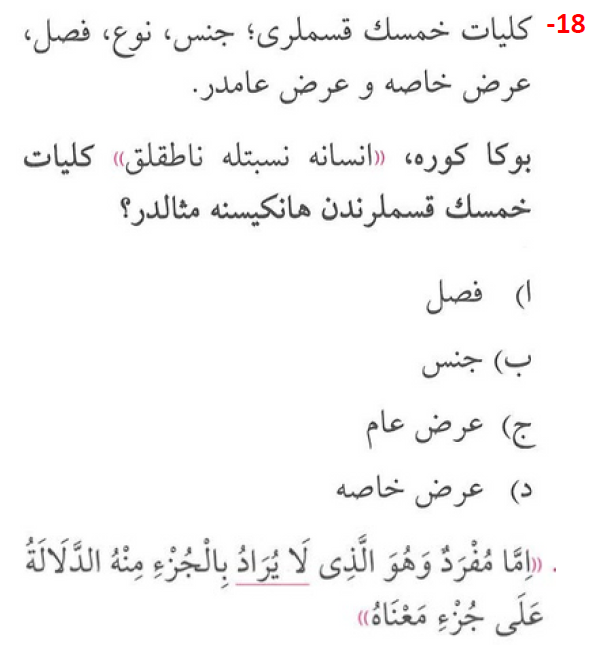 18- كليات خمسك قسملرى؛ جنس، نوع، فصل،
عرض خاصه و عرض عامدر.
بوكا كوره، «انسانه نسبتله ناطقلق» كليات
خمسك قسملرندن هانكيسنه مثالدر؟
ا) فصل
ب) جنس
ج) عرض عام
د) عرض خاصه
. «اِمَّا مُفْرَدٌ وَهُوَ الَّذِى لَا يُرَادُ بِالْجُزْءِ مِنْهُ الدَّلَالَةُ
عَلَى جُزْءِ مَعْنَاهُ»